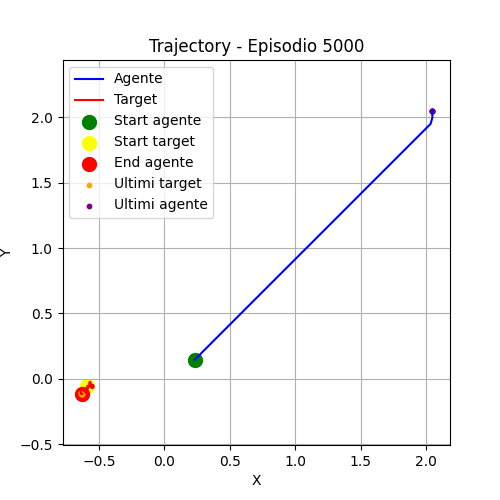 Trajectory - Episodio 5000
Agente
Target
Start agente
Start target
End agente
Ultimi target
Ultimi agente
Y
2.0
1.5
1.0
0.5
0.0
−0.5
−0.5
0.0
0.5
1.0
1.5
2.0
X